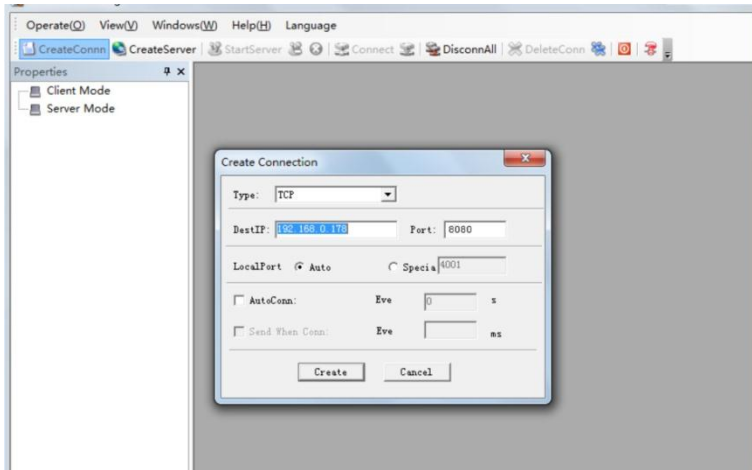 Operate(O) View(V) Windows(W) Help(H) Language
CreateConnn CreateServer StartServer Connect DisconnAll DeleteConn
Properties
Client Mode
Server Mode
Create Connection
Type: TCP
DestIP: 192.168.0.178 Port: 8080
LocalPort Auto Specia 4001
AutoConn: Eve 0 s
Send When Conn: Eve ms
Create Cancel